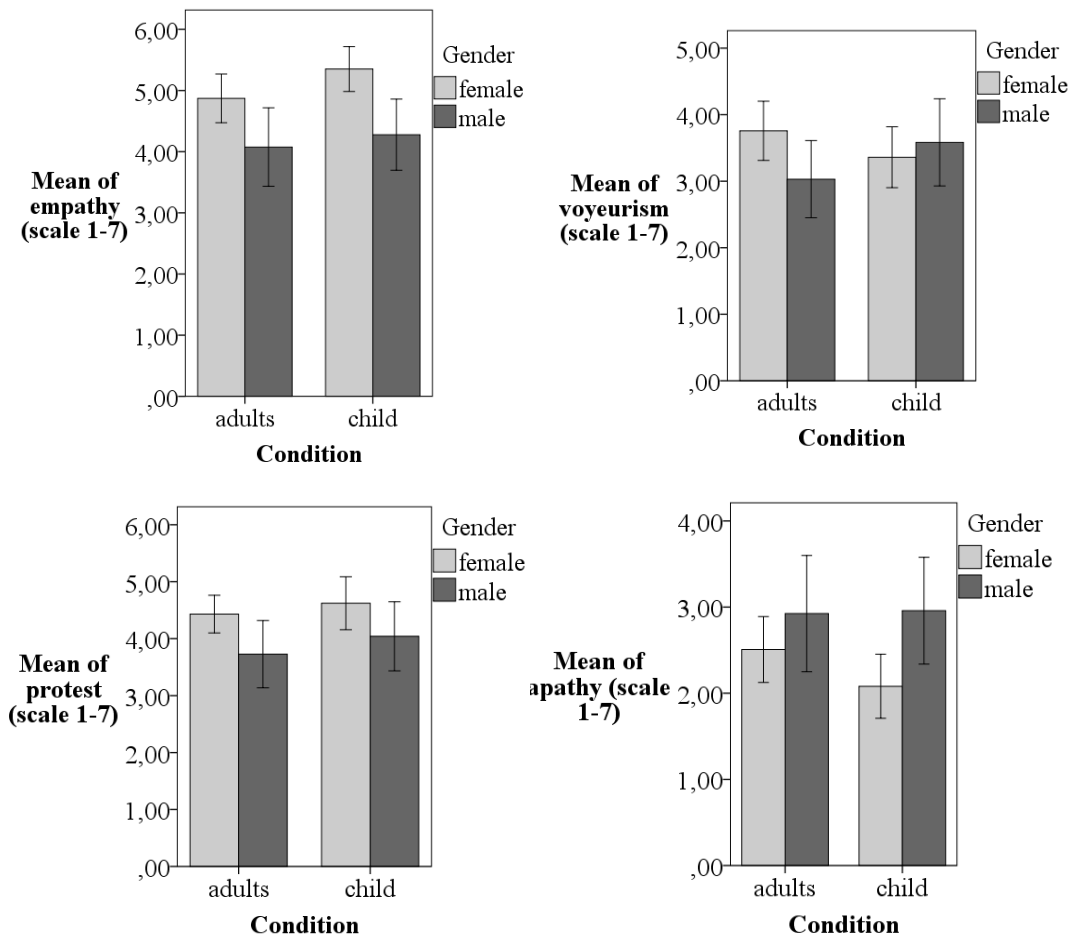 6,00
5,00
4,00
3,00
2,00
1,00
,00
Mean of
empathy
(scale 1-7)
adults
child
Condition
Gender
female
male
5,00
4,00
3,00
2,00
1,00
,00
Mean of
voyeurism
(scale 1-7)
adults
child
Condition
Gender
female
male
6,00
5,00
4,00
3,00
2,00
1,00
,00
Mean of
protest
(scale 1-7)
adults
child
Condition
Gender
female
male
4,00
3,00
2,00
1,00
,00
Mean of
apathy (scale
1-7)
adults
child
Condition
Gender
female
male